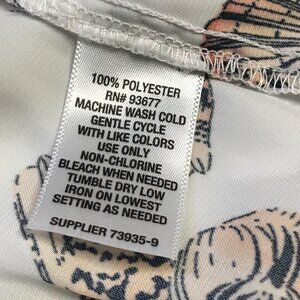 100% POLYESTER
RN# 93677
MACHINE WASH COLD
GENTLE CYCLE
WITH LIKE COLORS
USE ONLY
NON-CHLORINE
BLEACH WHEN NEEDED
TUMBLE DRY LOW
IRON ON LOWEST
SETTING AS NEEDED
SUPPLIER 73935-9